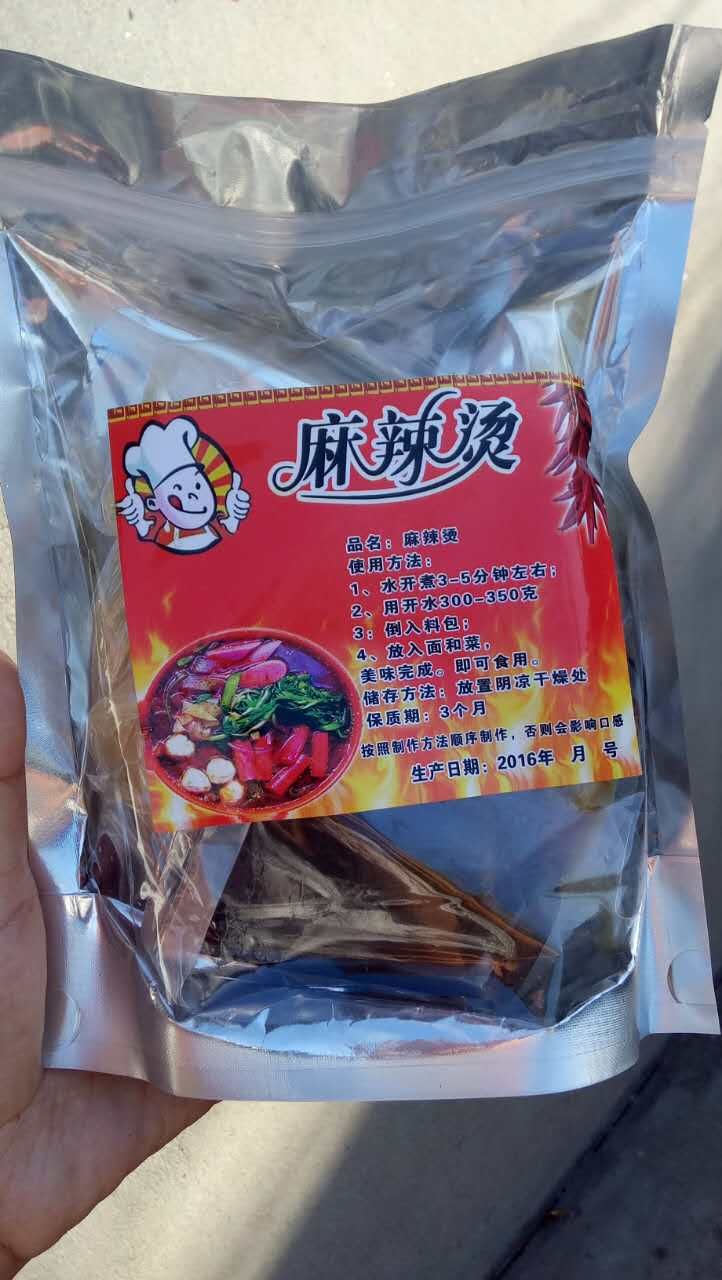 麻辣烫
品名：麻辣烫
使用方法：
1、水开煮3-5分钟左右；
2、用开水300-350克
3：倒入料包；
4、放入面和菜，
美味完成。即可食用。
储存方法：放置阴凉干燥处
保质期：3个月
按照制作方法顺序制作，否则会影响口感
生产日期：2016年 月 号